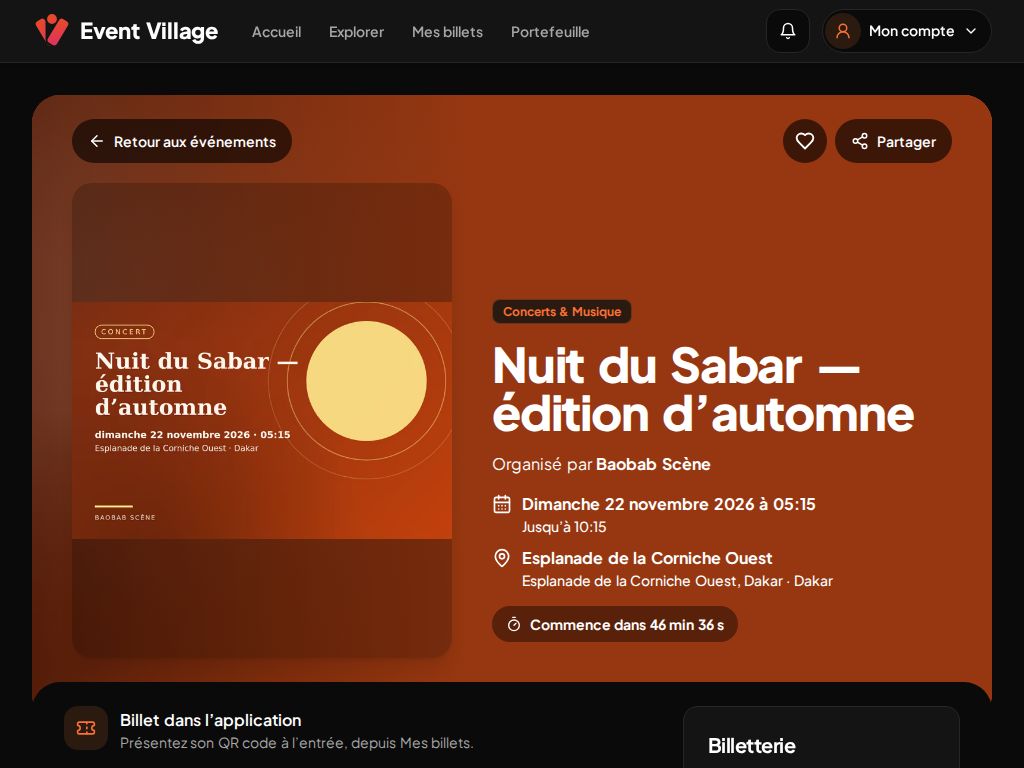 Event Village
Accueil
Explorer
Mes billets
Portefeuille
Mon compte
Retour aux événements
Partager
CONCERT
Nuit du Sabar —
édition
d’automne
dimanche 22 novembre 2026 · 05:15
Esplanade de la Corniche Ouest · Dakar
BAOBAB SCÈNE
Concerts & Musique
Nuit du Sabar —
édition d’automne
Organisé par Baobab Scène
Dimanche 22 novembre 2026 à 05:15
Jusqu’à 10:15
Esplanade de la Corniche Ouest
Esplanade de la Corniche Ouest, Dakar · Dakar
Commence dans 46 min 36 s
Billet dans l’application
Présentez son QR code à l’entrée, depuis Mes billets.
Billetterie